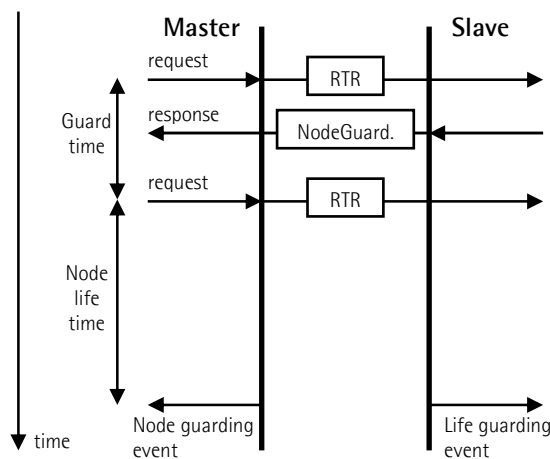 Master
Slave
request
RTR
Guard
time
response
NodeGuard.
request
RTR
Node
life
time
Node guarding
event
Life guarding
event
time